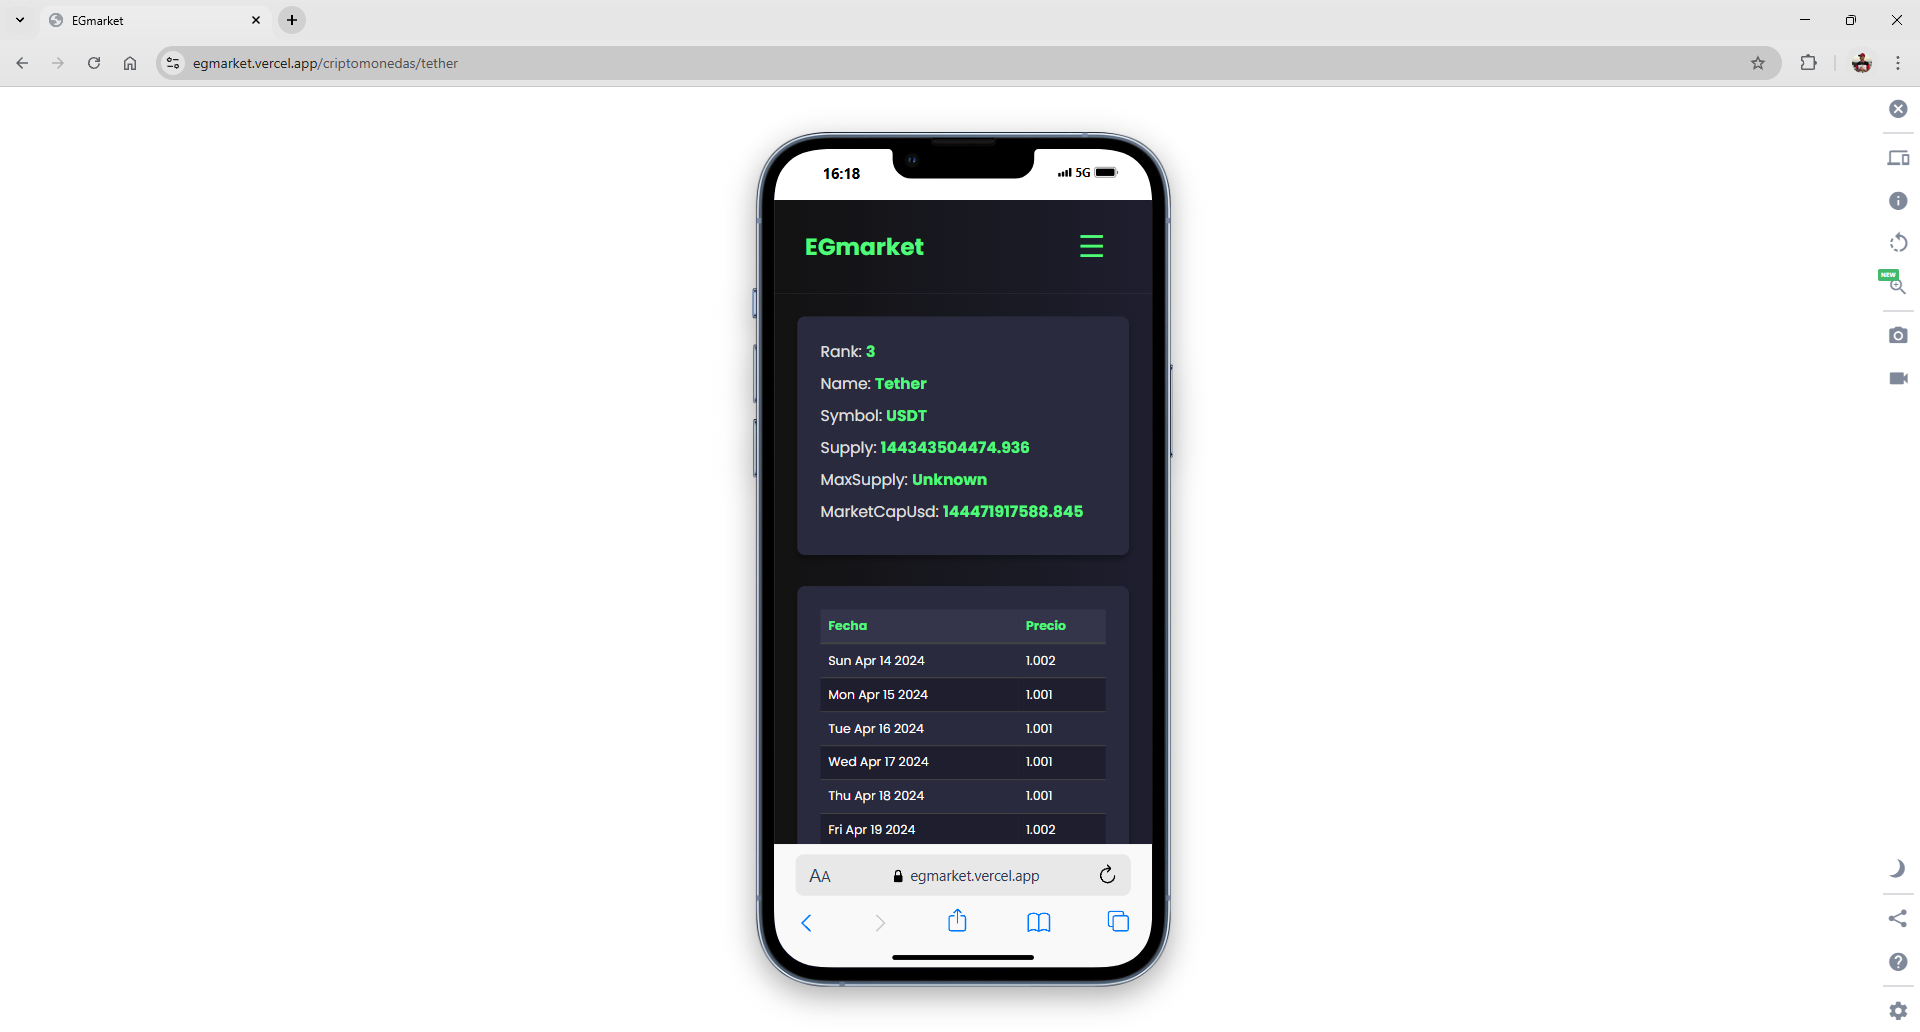 EGmarket
egmarket.vercel.app/criptomonedas/tether
16:18
5G
EGmarket
NEW
Rank: 3
Name: Tether
Symbol: USDT
Supply: 144343504474.936
MaxSupply: Unknown
MarketCapUsd: 144471917588.845
Fecha Precio
Sun Apr 14 2024 1.002
Mon Apr 15 2024 1.001
Tue Apr 16 2024 1.001
Wed Apr 17 2024 1.001
Thu Apr 18 2024 1.001
Fri Apr 19 2024 1.002
AA egmarket.vercel.app